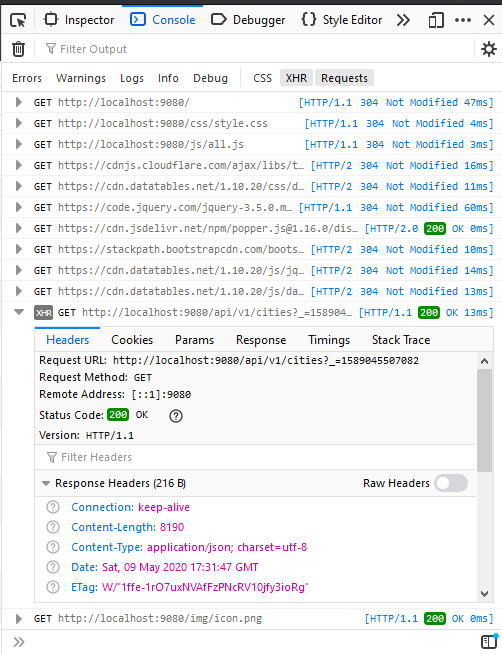 Inspector Console Debugger Style Editor
Filter Output
Errors Warnings Logs Info Debug CSS XHR Requests
GET http://localhost:9080/ [HTTP/1.1 304 Not Modified 47ms]
GET http://localhost:9080/css/style.css [HTTP/1.1 304 Not Modified 4ms]
GET http://localhost:9080/js/all.js [HTTP/1.1 304 Not Modified 3ms]
GET https://cdnjs.cloudflare.com/ajax/libs/t… [HTTP/2 304 Not Modified 16ms]
GET https://cdn.datatables.net/1.10.20/css/d… [HTTP/2 304 Not Modified 11ms]
GET https://code.jquery.com/jquery-3.5.0.m… [HTTP/1.1 304 Not Modified 60ms]
GET https://cdn.jsdelivr.net/npm/popper.js@1.16.0/dis… [HTTP/2.0 200 OK 0ms]
GET https://stackpath.bootstrapcdn.com/boots… [HTTP/2 304 Not Modified 10ms]
GET https://cdn.datatables.net/1.10.20/js/jq… [HTTP/2 304 Not Modified 14ms]
GET https://cdn.datatables.net/1.10.20/js/da… [HTTP/2 304 Not Modified 13ms]
XHR GET http://localhost:9080/api/v1/cities?_=158904… [HTTP/1.1 200 OK 13ms]
Headers Cookies Params Response Timings Stack Trace
Request URL: http://localhost:9080/api/v1/cities?_=1589045507082
Request Method: GET
Remote Address: [::1]:9080
Status Code: 200 OK
Version: HTTP/1.1
Filter Headers
Response Headers (216 B) Raw Headers
Connection: keep-alive
Content-Length: 8190
Content-Type: application/json; charset=utf-8
Date: Sat, 09 May 2020 17:31:47 GMT
ETag: W/"1ffe-1rO7uxNVAfFzPNcRV10jfy3ioRg"
GET http://localhost:9080/img/icon.png [HTTP/1.1 200 OK 0ms]